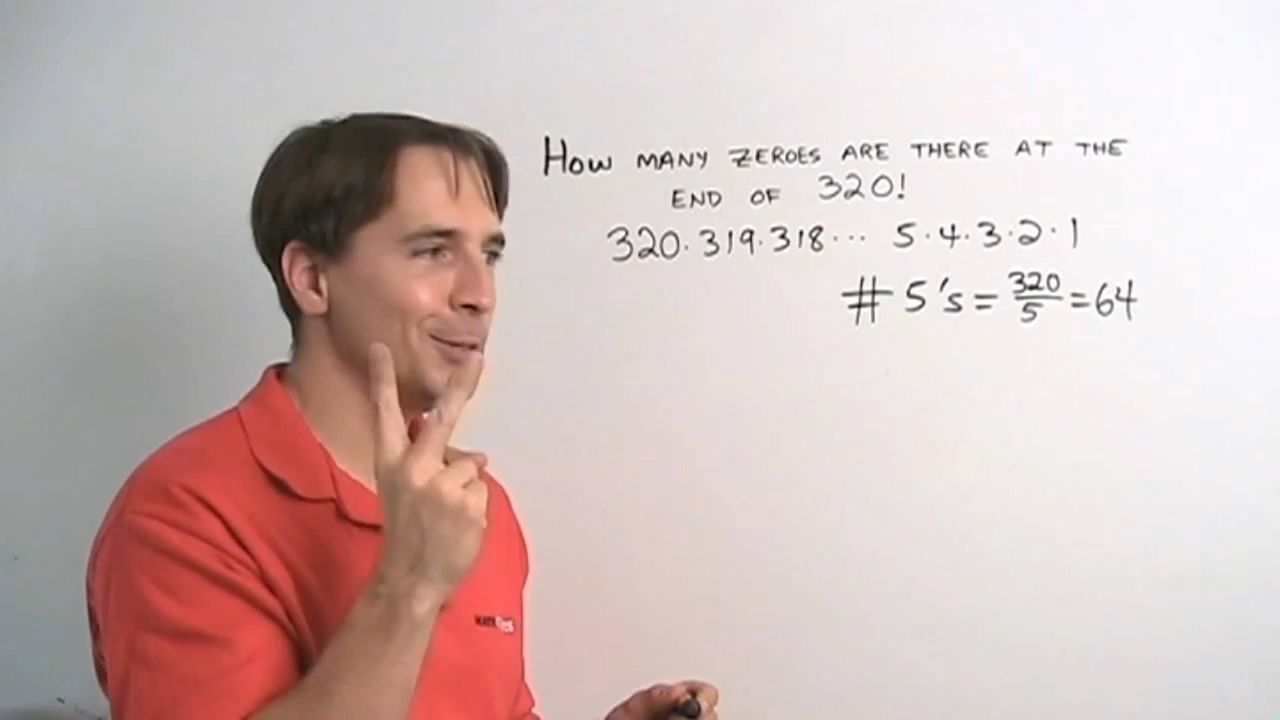 HOW MANY ZEROES ARE THERE AT THE
END OF 320!
320·319·318··· 5·4·3·2·1
# 5's = 320/5 = 64